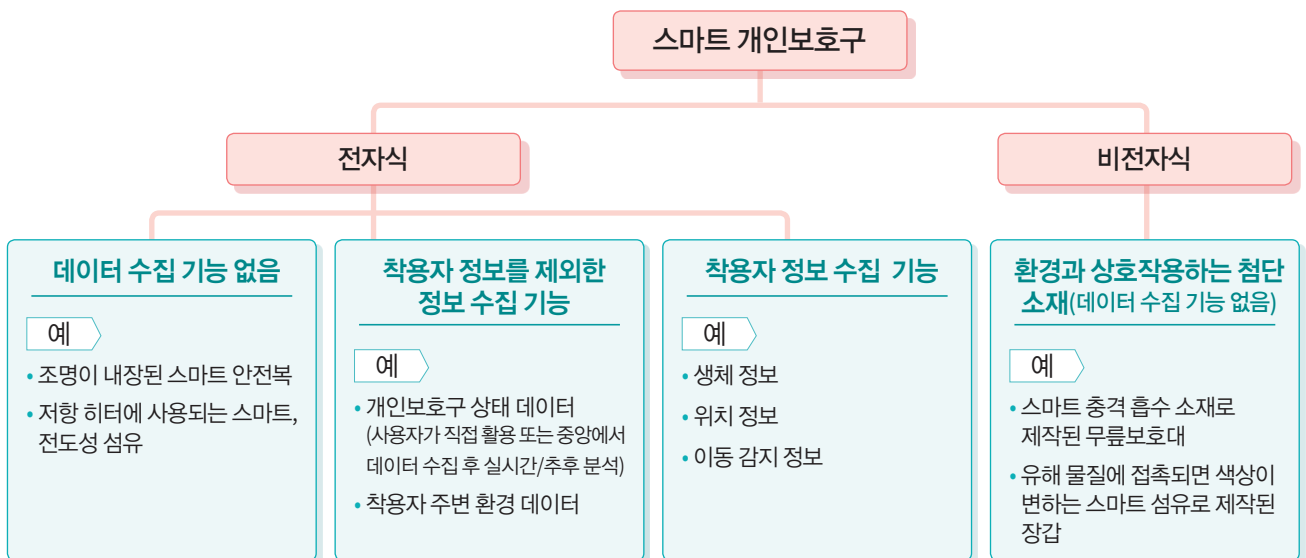 스마트 개인보호구
전자식
비전자식
데이터 수집 기능 없음
예
• 조명이 내장된 스마트 안전복
• 저항 히터에 사용되는 스마트,
전도성 섬유
착용자 정보를 제외한
정보 수집 기능
예
• 개인보호구 상태 데이터
(사용자가 직접 활용 또는 중앙에서
데이터 수집 후 실시간/추후 분석)
• 착용자 주변 환경 데이터
착용자 정보 수집 기능
예
• 생체 정보
• 위치 정보
• 이동 감지 정보
환경과 상호작용하는 첨단
소재(데이터 수집 기능 없음)
예
• 스마트 충격 흡수 소재로
제작된 무릎보호대
• 유해 물질에 접촉되면 색상이
변하는 스마트 섬유로 제작된
장갑